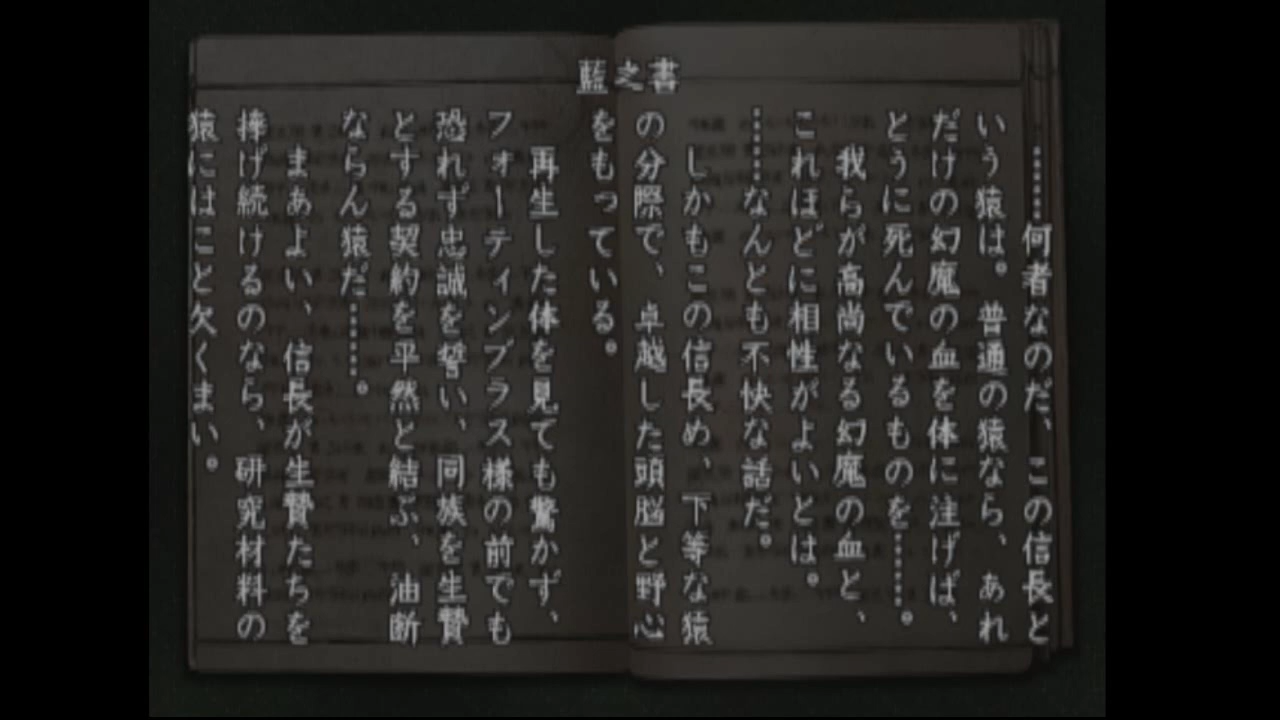 藍之書
……何者なのだ、この信長と
いう猿は。普通の猿なら、あれ
だけの幻魔の血を体に注げば、
とうに死んでいるものを……。
我らが高尚なる幻魔の血と、
これほどに相性がよいとは。
……なんとも不快な話だ。
しかもこの信長め、下等な猿
の分際で、卓越した頭脳と野心
をもっている。
再生した体を見ても驚かず、
フォーティンブラス様の前でも
恐れず忠誠を誓い、同族を生贄
とする契約を平然と結ぶ、油断
ならん猿だ……。
まぁよい、信長が生贄たちを
捧げ続けるのなら、研究材料の
猿にはこと欠くまい。